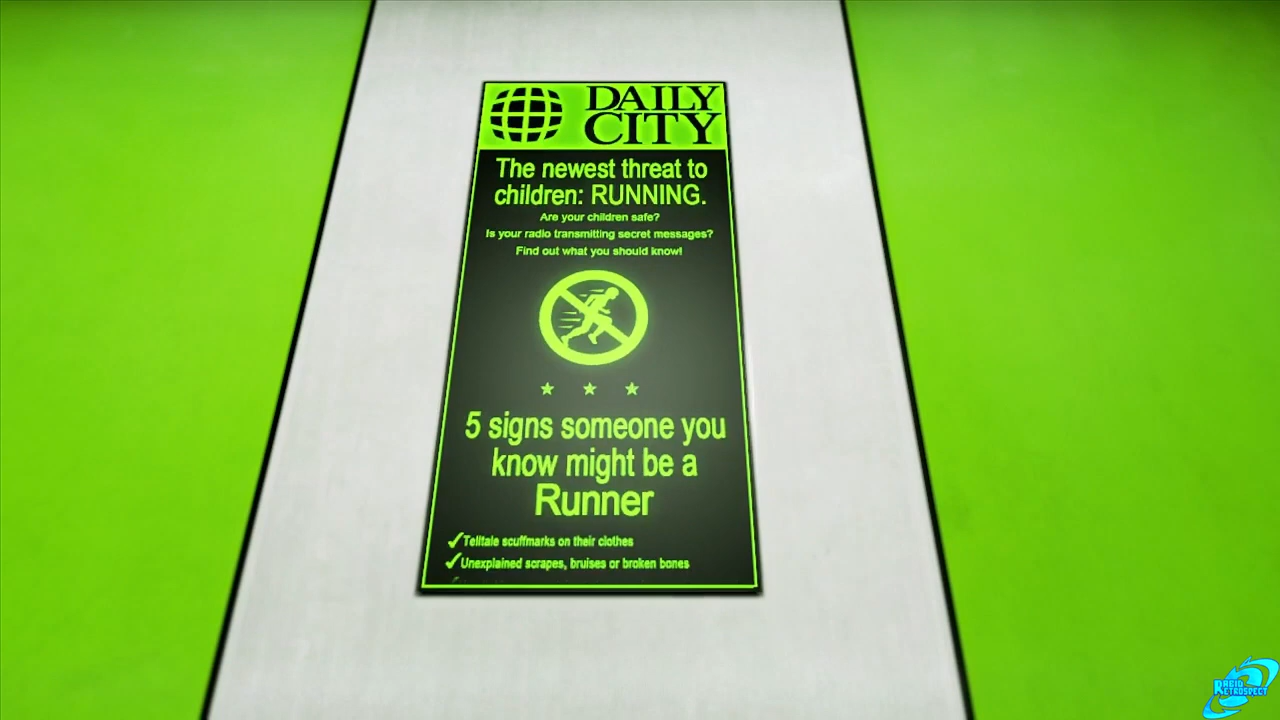 DAILY
CITY
The newest threat to
children: RUNNING.
Are your children safe?
Is your radio transmitting secret messages?
Find out what you should know!
5 signs someone you
know might be a
Runner
Telltale scuffmarks on their clothes
Unexplained scrapes, bruises or broken bones
RETROSPECT